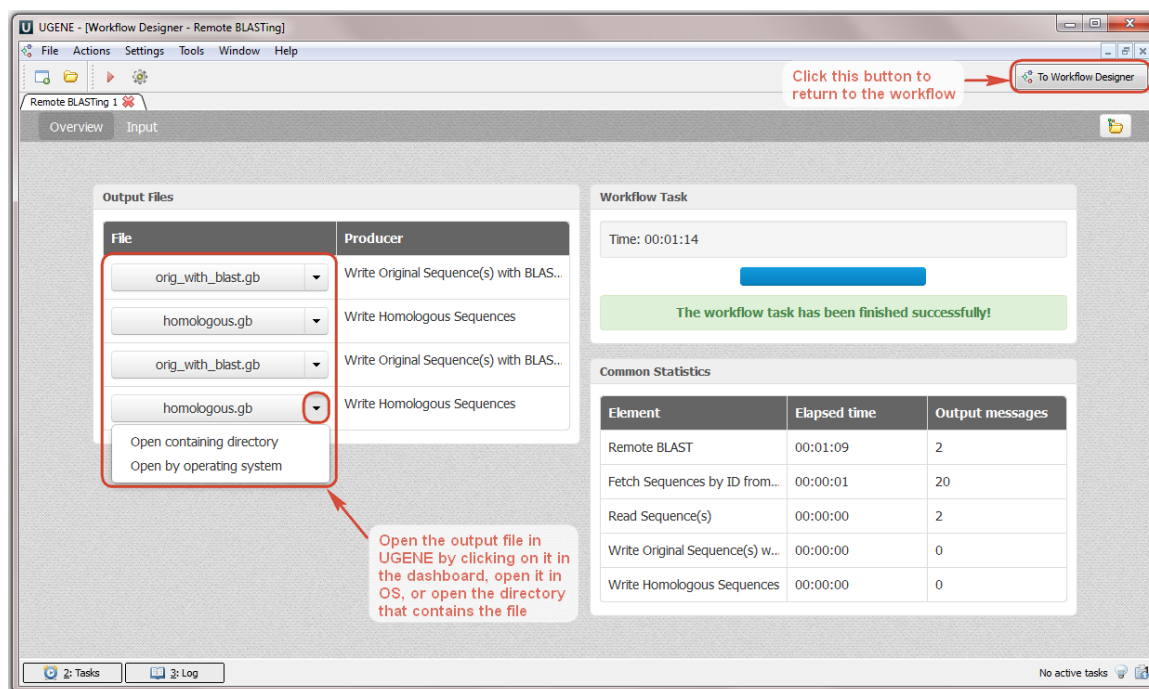 UGENE - [Workflow Designer - Remote BLASTing]
File Actions Settings Tools Window Help
Click this button to
return to the workflow
To Workflow Designer
Remote BLASTing 1
Overview Input
Output Files
File Producer
orig_with_blast.gb Write Original Sequence(s) with BLAS...
homologous.gb Write Homologous Sequences
orig_with_blast.gb Write Original Sequence(s) with BLAS...
homologous.gb Write Homologous Sequences
Open containing directory
Open by operating system
Open the output file in
UGENE by clicking on it in
the dashboard, open it in
OS, or open the directory
that contains the file
Workflow Task
Time: 00:01:14
The workflow task has been finished successfully!
Common Statistics
Element Elapsed time Output messages
Remote BLAST 00:01:09 2
Fetch Sequences by ID from... 00:00:01 20
Read Sequence(s) 00:00:00 2
Write Original Sequence(s) w... 00:00:00 0
Write Homologous Sequences 00:00:00 0
2: Tasks 3: Log No active tasks